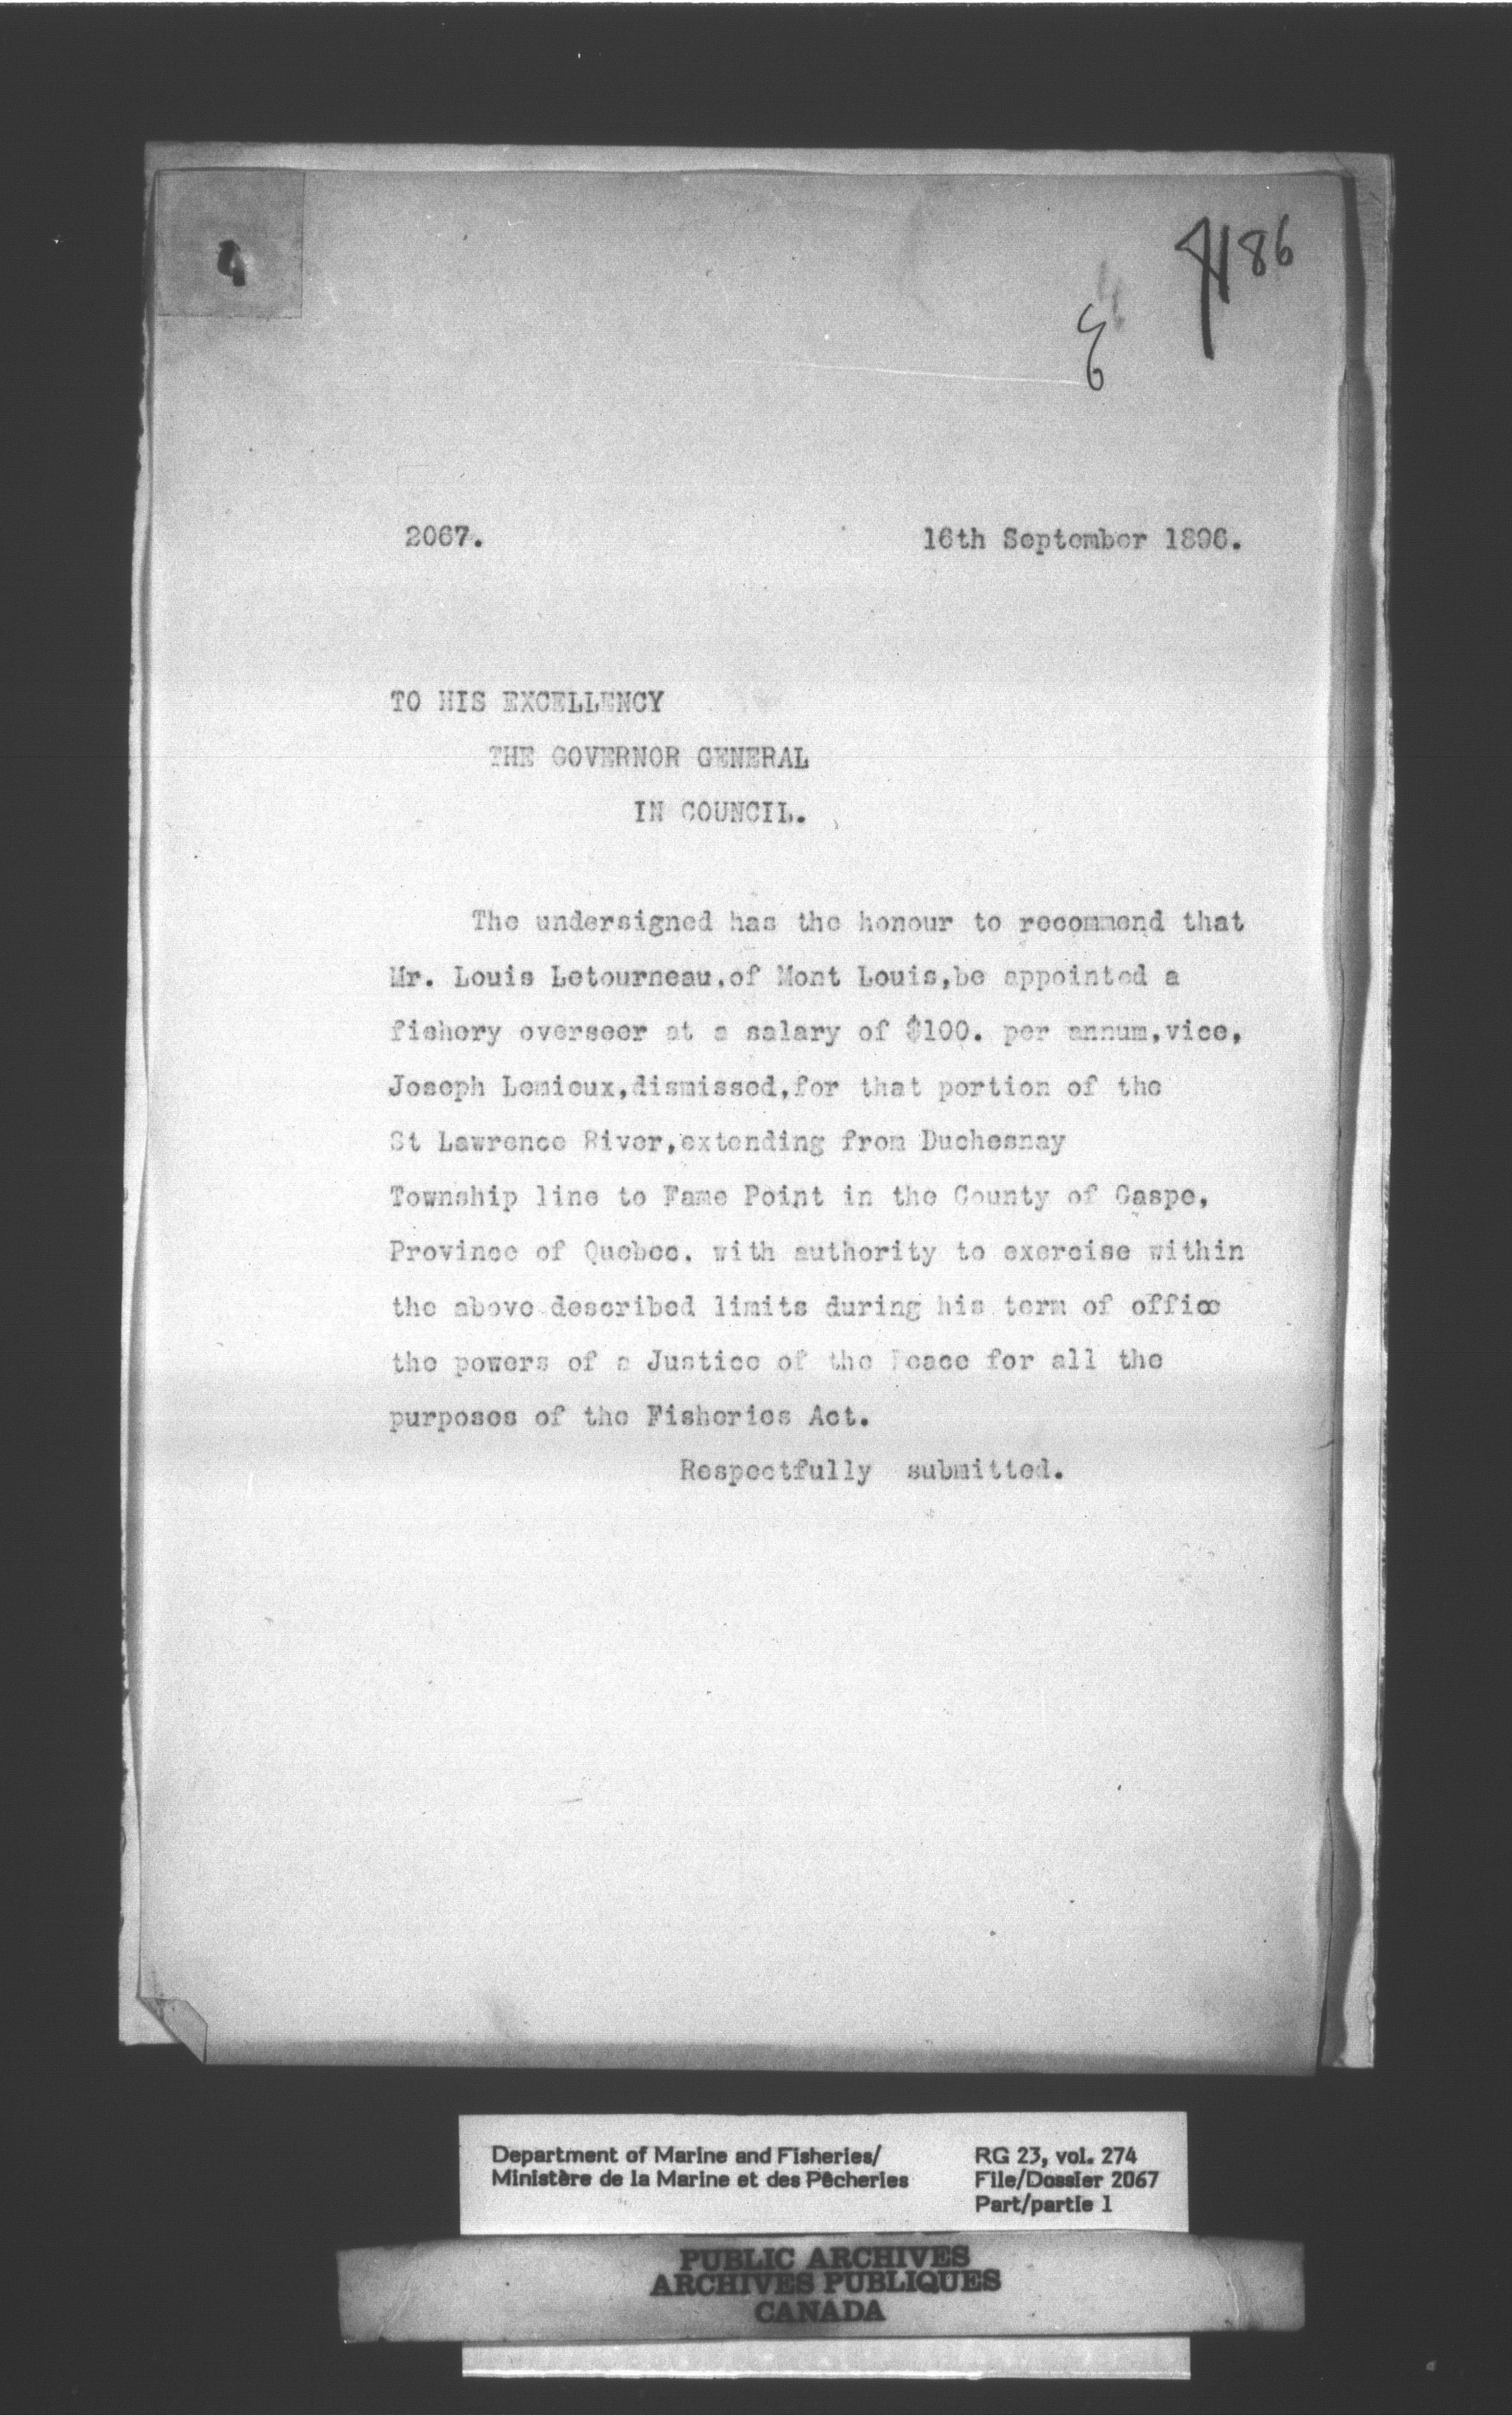 4
86
2067.
16th September 1896.
TO HIS EXCELLENCY
THE GOVERNOR GENERAL
IN COUNCIL.
The undersigned has the honour to recommend that
Mr. Louis Letourneau,of Mont Louis,be appointed a
fishery overseer at a salary of $100. per annum,vice,
Joseph Lemieux,dismissed,for that portion of the
St Lawrence River,extending from Duchesnay
Township line to Fame Point in the County of Gaspe,
Province of Quebec, with authority to exercise within
the above described limits during his term of office
the powers of a Justice of the Peace for all the
purposes of the Fisheries Act.
Respectfully submitted.
Department of Marine and Fisheries/
Ministère de la Marine et des Pêcheries
RG 23, vol. 274
File/Dossier 2067
Part/partie 1
PUBLIC ARCHIVES
ARCHIVES PUBLIQUES
CANADA